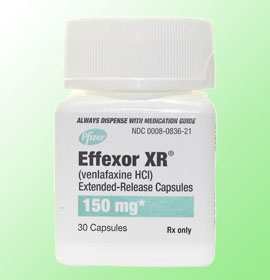 ALWAYS DISPENSE WITH MEDICATION GUIDE
NDC 0008-0836-21
Pfizer
Effexor XR®
(venlafaxine HCl)
Extended-Release Capsules
150 mg*
30 Capsules Rx only